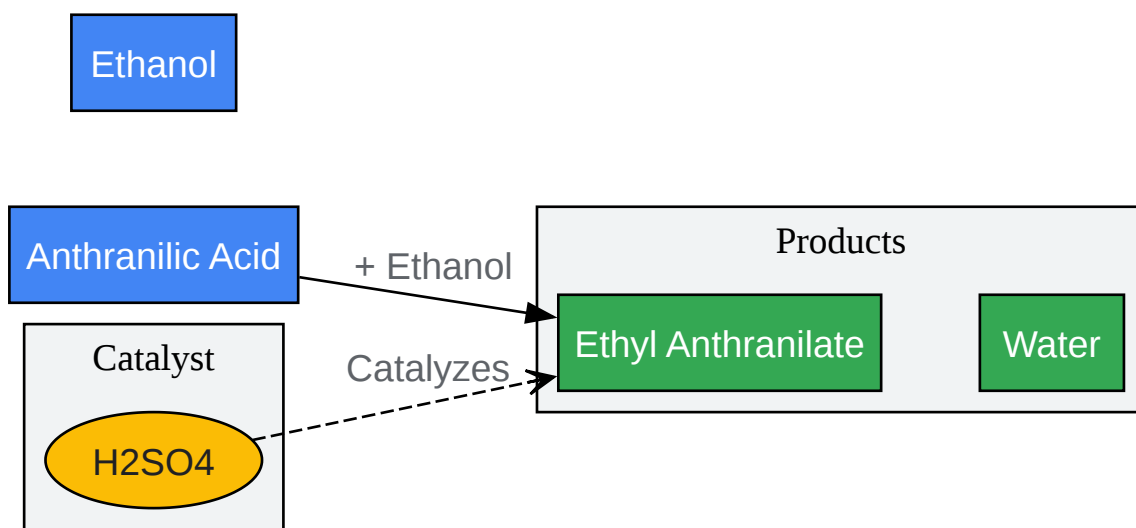 Ethanol
Anthranilic Acid
+ Ethanol
Products
Ethyl Anthranilate
Water
Catalyst
Catalyzes
H2SO4